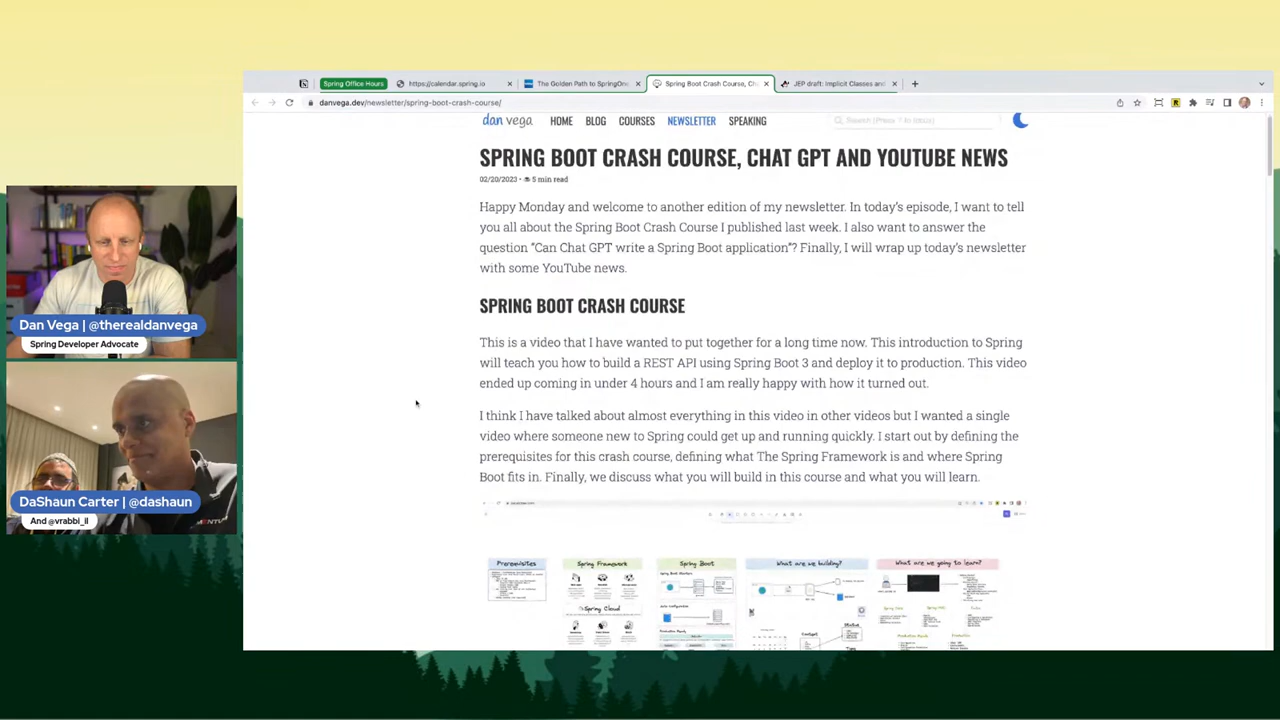 Spring Office Hours
https://calendar.spring.io
The Golden Path to SpringOne
Spring Boot Crash Course, Ch
JEP draft: Implicit Classes and
danvega.dev/newsletter/spring-boot-crash-course/
dan vega HOME BLOG COURSES NEWSLETTER SPEAKING
SPRING BOOT CRASH COURSE, CHAT GPT AND YOUTUBE NEWS
02/20/2023 • 5 min read
Happy Monday and welcome to another edition of my newsletter. In today's episode, I want to tell
you all about the Spring Boot Crash Course I published last week. I also want to answer the
question "Can Chat GPT write a Spring Boot application"? Finally, I will wrap up today's newsletter
with some YouTube news.
SPRING BOOT CRASH COURSE
This is a video that I have wanted to put together for a long time now. This introduction to Spring
will teach you how to build a REST API using Spring Boot 3 and deploy it to production. This video
ended up coming in under 4 hours and I am really happy with how it turned out.
I think I have talked about almost everything in this video in other videos but I wanted a single
video where someone new to Spring could get up and running quickly. I start out by defining the
prerequisites for this crash course, defining what The Spring Framework is and where Spring
Boot fits in. Finally, we discuss what you will build in this course and what you will learn.
Prerequisites
Spring Framework
Spring Boot
What are we building?
What are we going to learn?
Spring Cloud
Dan Vega | @therealdanvega
Spring Developer Advocate
DaShaun Carter | @dashaun
And @vrabbi_il